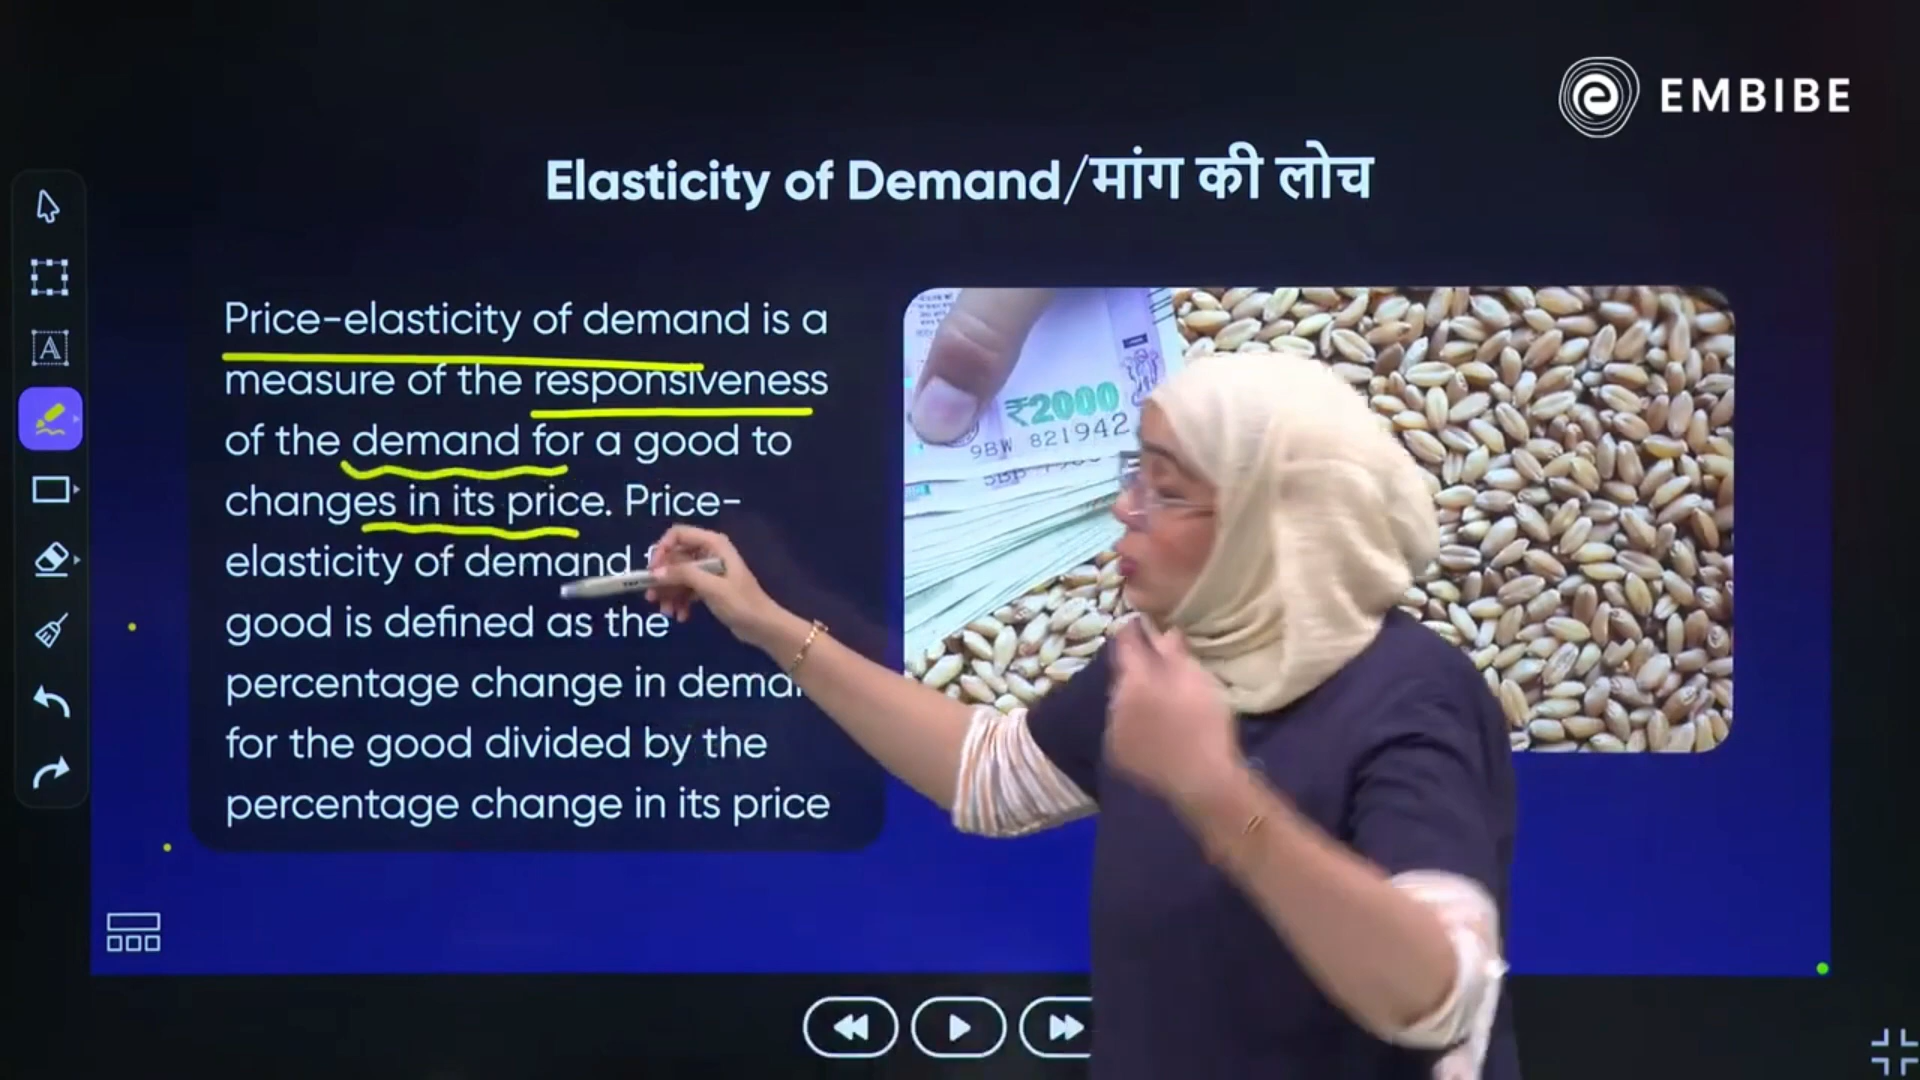 EMBIBE
Elasticity of Demand/मांग की लोच
Price-elasticity of demand is a
measure of the responsiveness
of the demand for a good to
changes in its price. Price-
elasticity of demand
good is defined as the
percentage change in
for the good divided by the
percentage change in its price
₹2000
9BW 821942
A